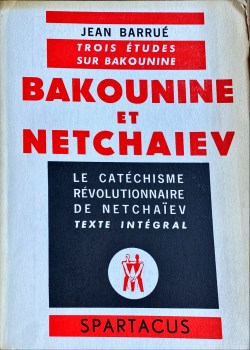 JEAN BARRUÉ
TROIS ÉTUDES
SUR BAKOUNINE
BAKOUNINE
ET
NETCHAIEV
LE CATÉCHISME
RÉVOLUTIONNAIRE
DE NETCHAÏEV
TEXTE INTÉGRAL
SPARTACUS